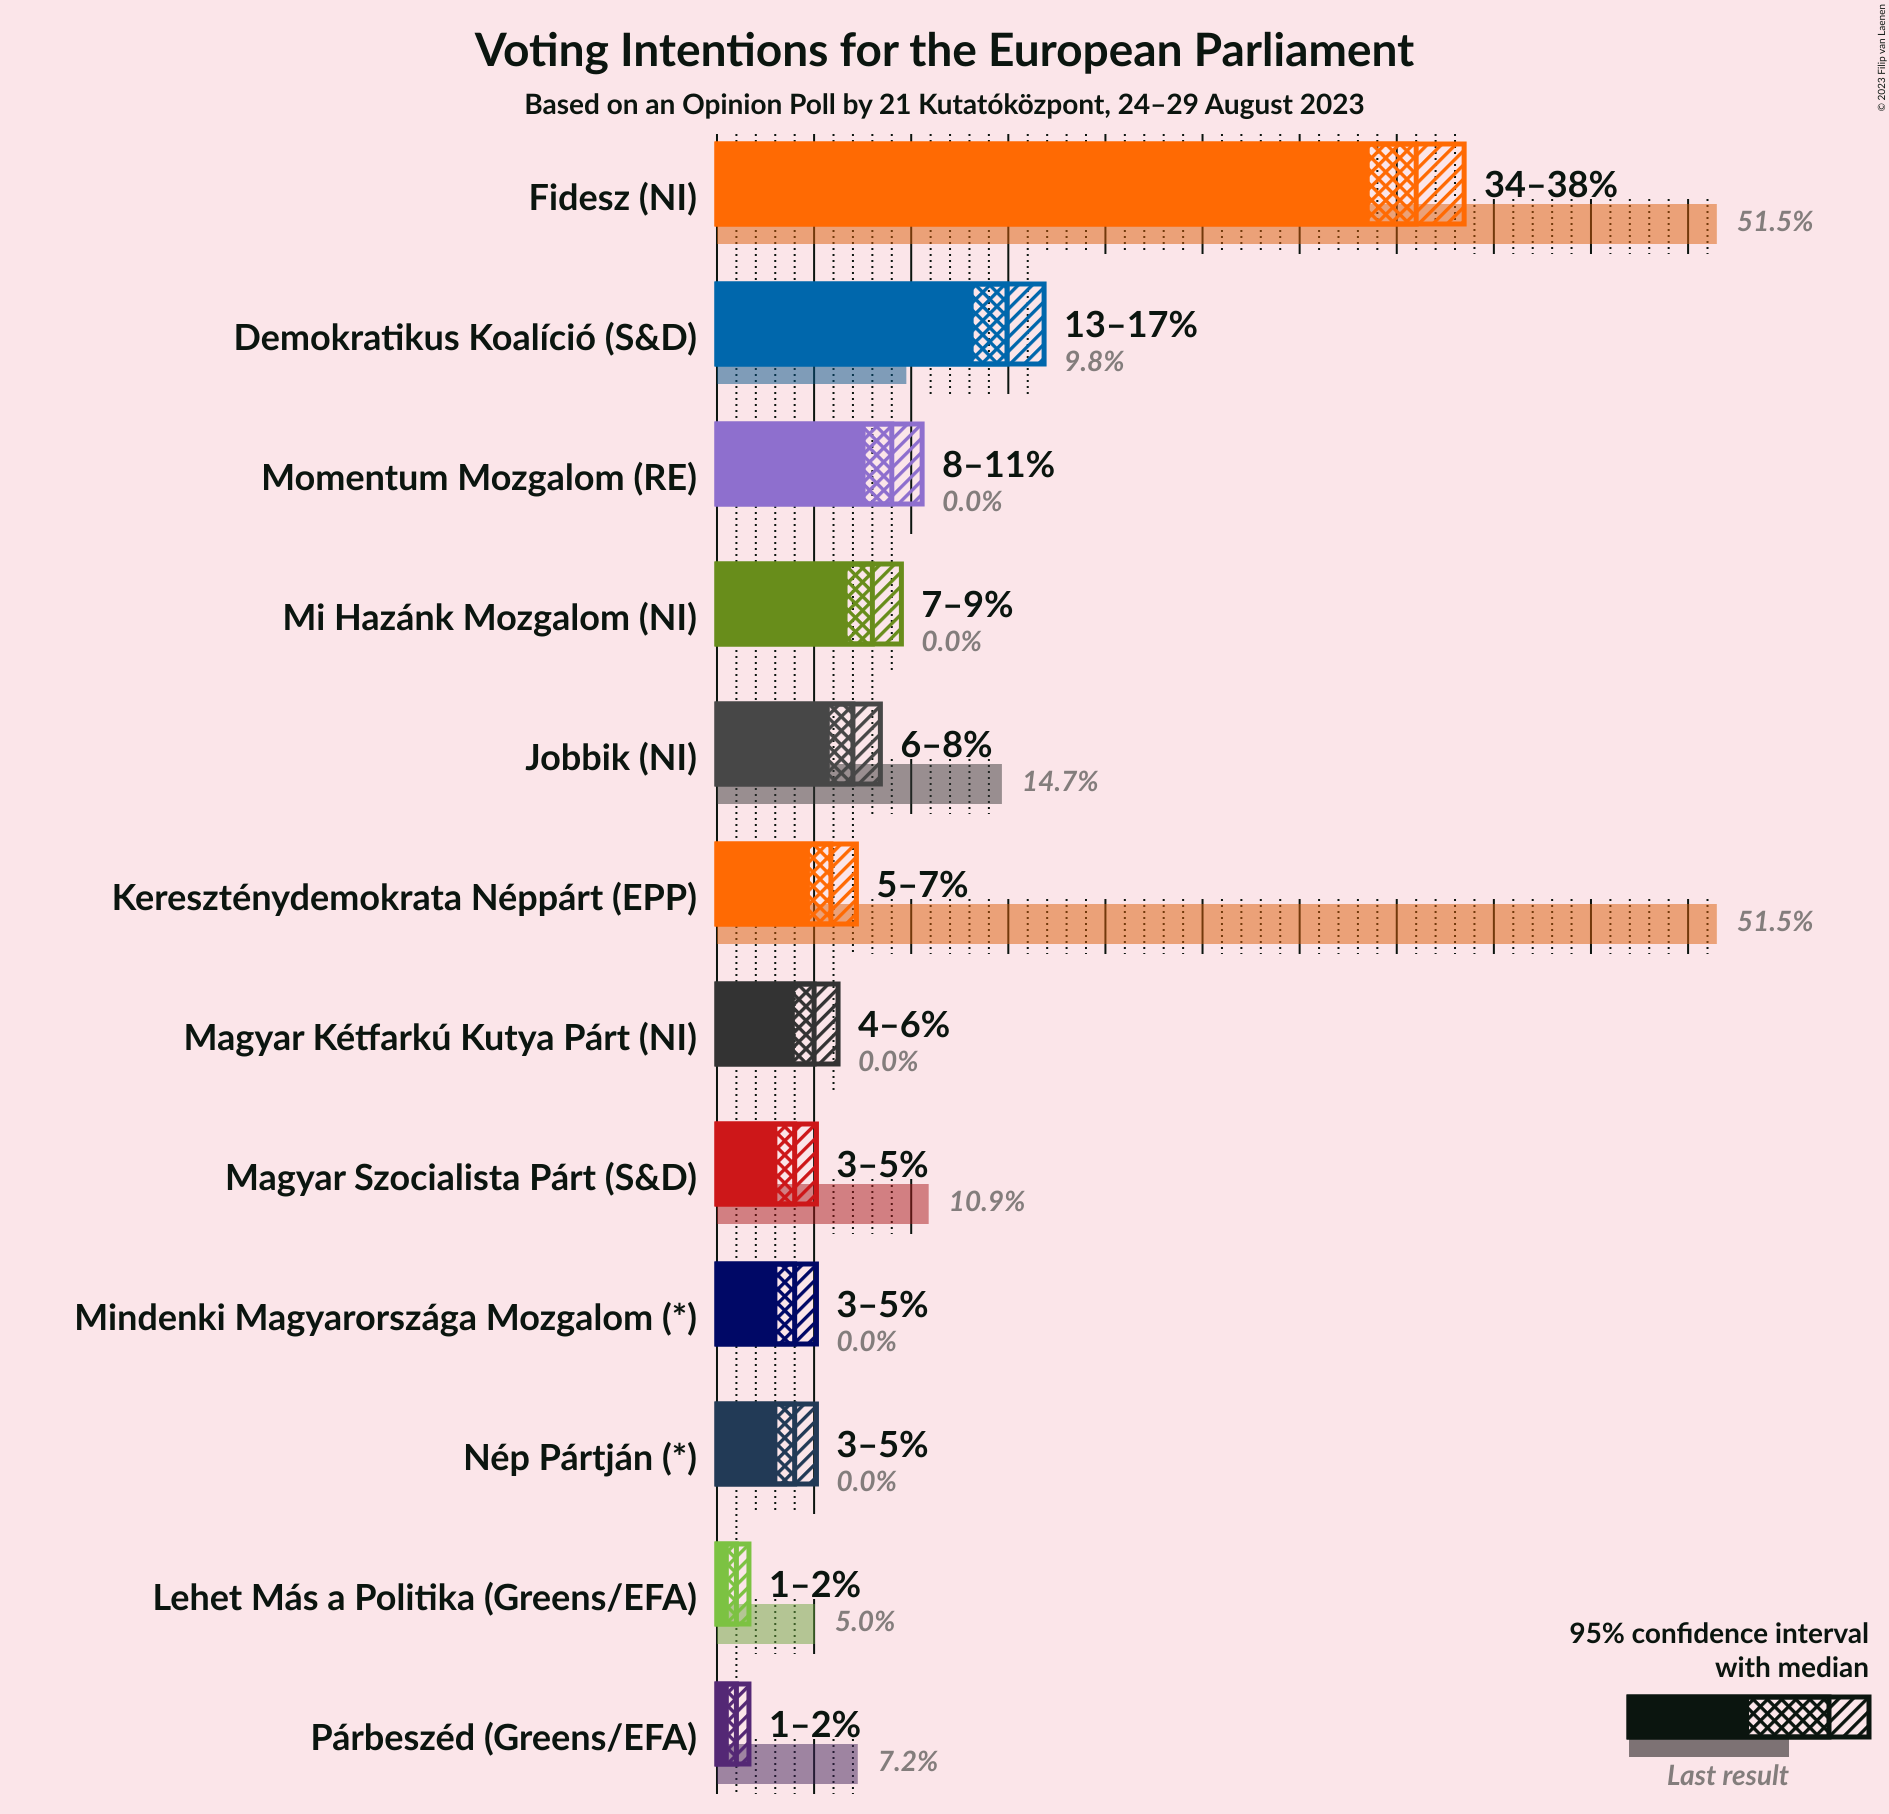 Voting Intentions for the European Parliament
Based on an Opinion Poll by 21 Kutatóközpont, 24–29 August 2023
© 2023 Filip van Laenen
Fidesz (NI)
34–38%
51.5%
Demokratikus Koalíció (S&D)
13–17%
9.8%
Momentum Mozgalom (RE)
8–11%
0.0%
Mi Hazánk Mozgalom (NI)
7–9%
0.0%
Jobbik (NI)
6–8%
14.7%
Kereszténydemokrata Néppárt (EPP)
5–7%
51.5%
Magyar Kétfarkú Kutya Párt (NI)
4–6%
0.0%
Magyar Szocialista Párt (S&D)
3–5%
10.9%
Mindenki Magyarországa Mozgalom (*)
3–5%
0.0%
Nép Pártján (*)
3–5%
0.0%
Lehet Más a Politika (Greens/EFA)
1–2%
5.0%
Párbeszéd (Greens/EFA)
1–2%
7.2%
95% confidence interval
with median
Last result